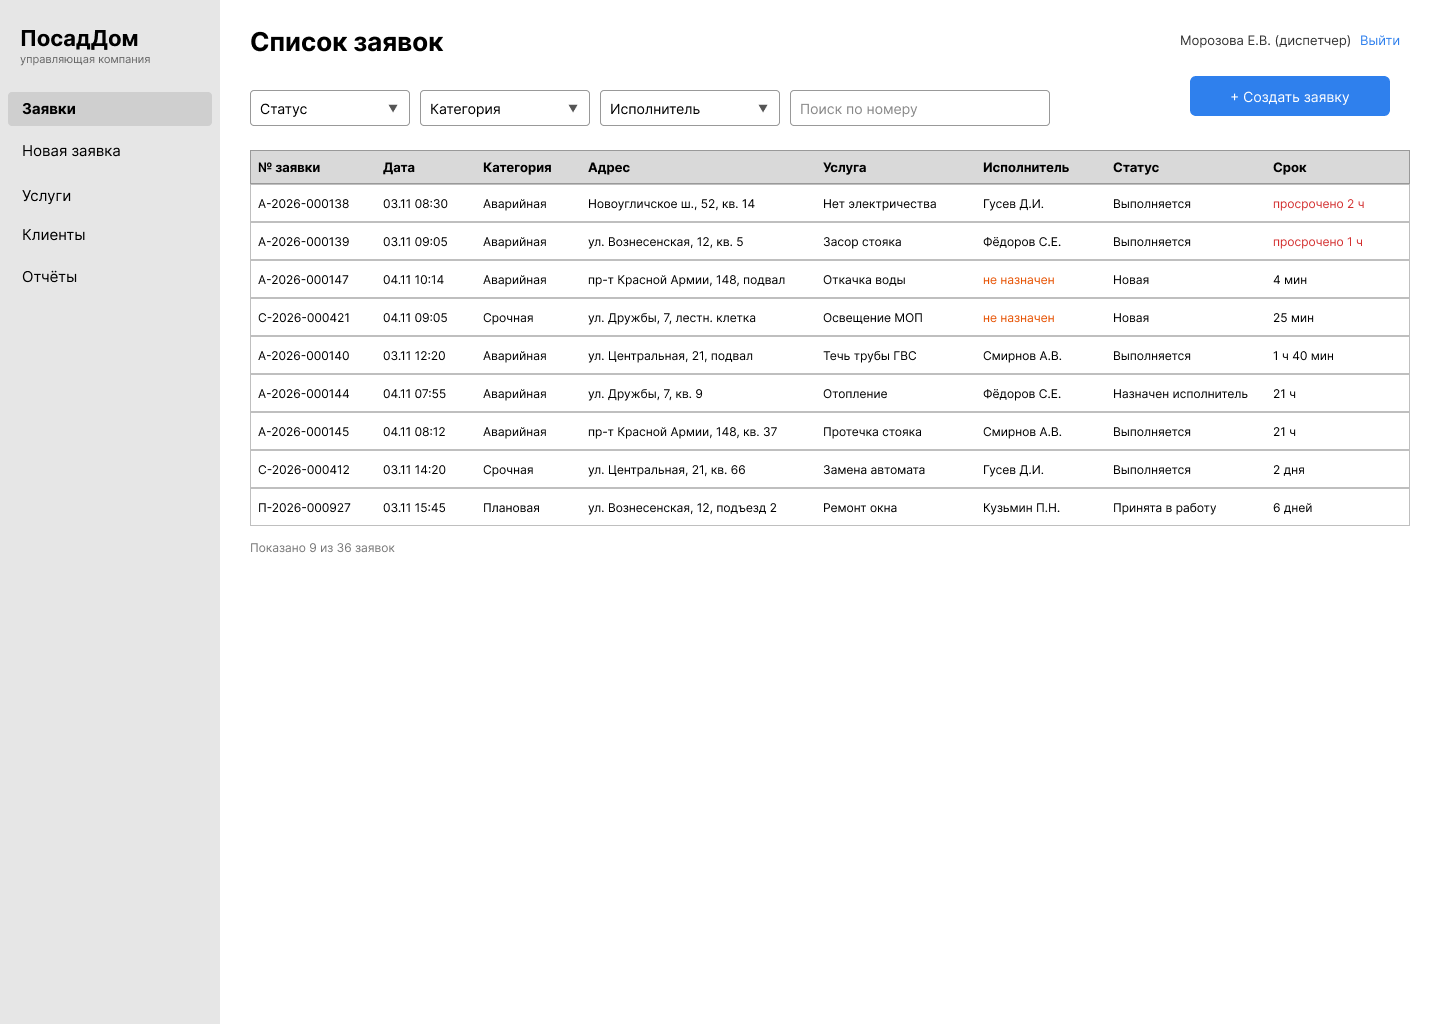 ПосадДом
управляющая компания
Заявки
Новая заявка
Услуги
Клиенты
Отчёты
Список заявок
Морозова Е.В. (диспетчер) Выйти
Статус ▼ Категория ▼ Исполнитель ▼ Поиск по номеру
+ Создать заявку
№ заявки Дата Категория Адрес Услуга Исполнитель Статус Срок
А-2026-000138 03.11 08:30 Аварийная Новоугличское ш., 52, кв. 14 Нет электричества Гусев Д.И. Выполняется просрочено 2 ч
А-2026-000139 03.11 09:05 Аварийная ул. Вознесенская, 12, кв. 5 Засор стояка Фёдоров С.Е. Выполняется просрочено 1 ч
А-2026-000147 04.11 10:14 Аварийная пр-т Красной Армии, 148, подвал Откачка воды не назначен Новая 4 мин
С-2026-000421 04.11 09:05 Срочная ул. Дружбы, 7, лестн. клетка Освещение МОП не назначен Новая 25 мин
А-2026-000140 03.11 12:20 Аварийная ул. Центральная, 21, подвал Течь трубы ГВС Смирнов А.В. Выполняется 1 ч 40 мин
А-2026-000144 04.11 07:55 Аварийная ул. Дружбы, 7, кв. 9 Отопление Фёдоров С.Е. Назначен исполнитель 21 ч
А-2026-000145 04.11 08:12 Аварийная пр-т Красной Армии, 148, кв. 37 Протечка стояка Смирнов А.В. Выполняется 21 ч
С-2026-000412 03.11 14:20 Срочная ул. Центральная, 21, кв. 66 Замена автомата Гусев Д.И. Выполняется 2 дня
П-2026-000927 03.11 15:45 Плановая ул. Вознесенская, 12, подъезд 2 Ремонт окна Кузьмин П.Н. Принята в работу 6 дней
Показано 9 из 36 заявок